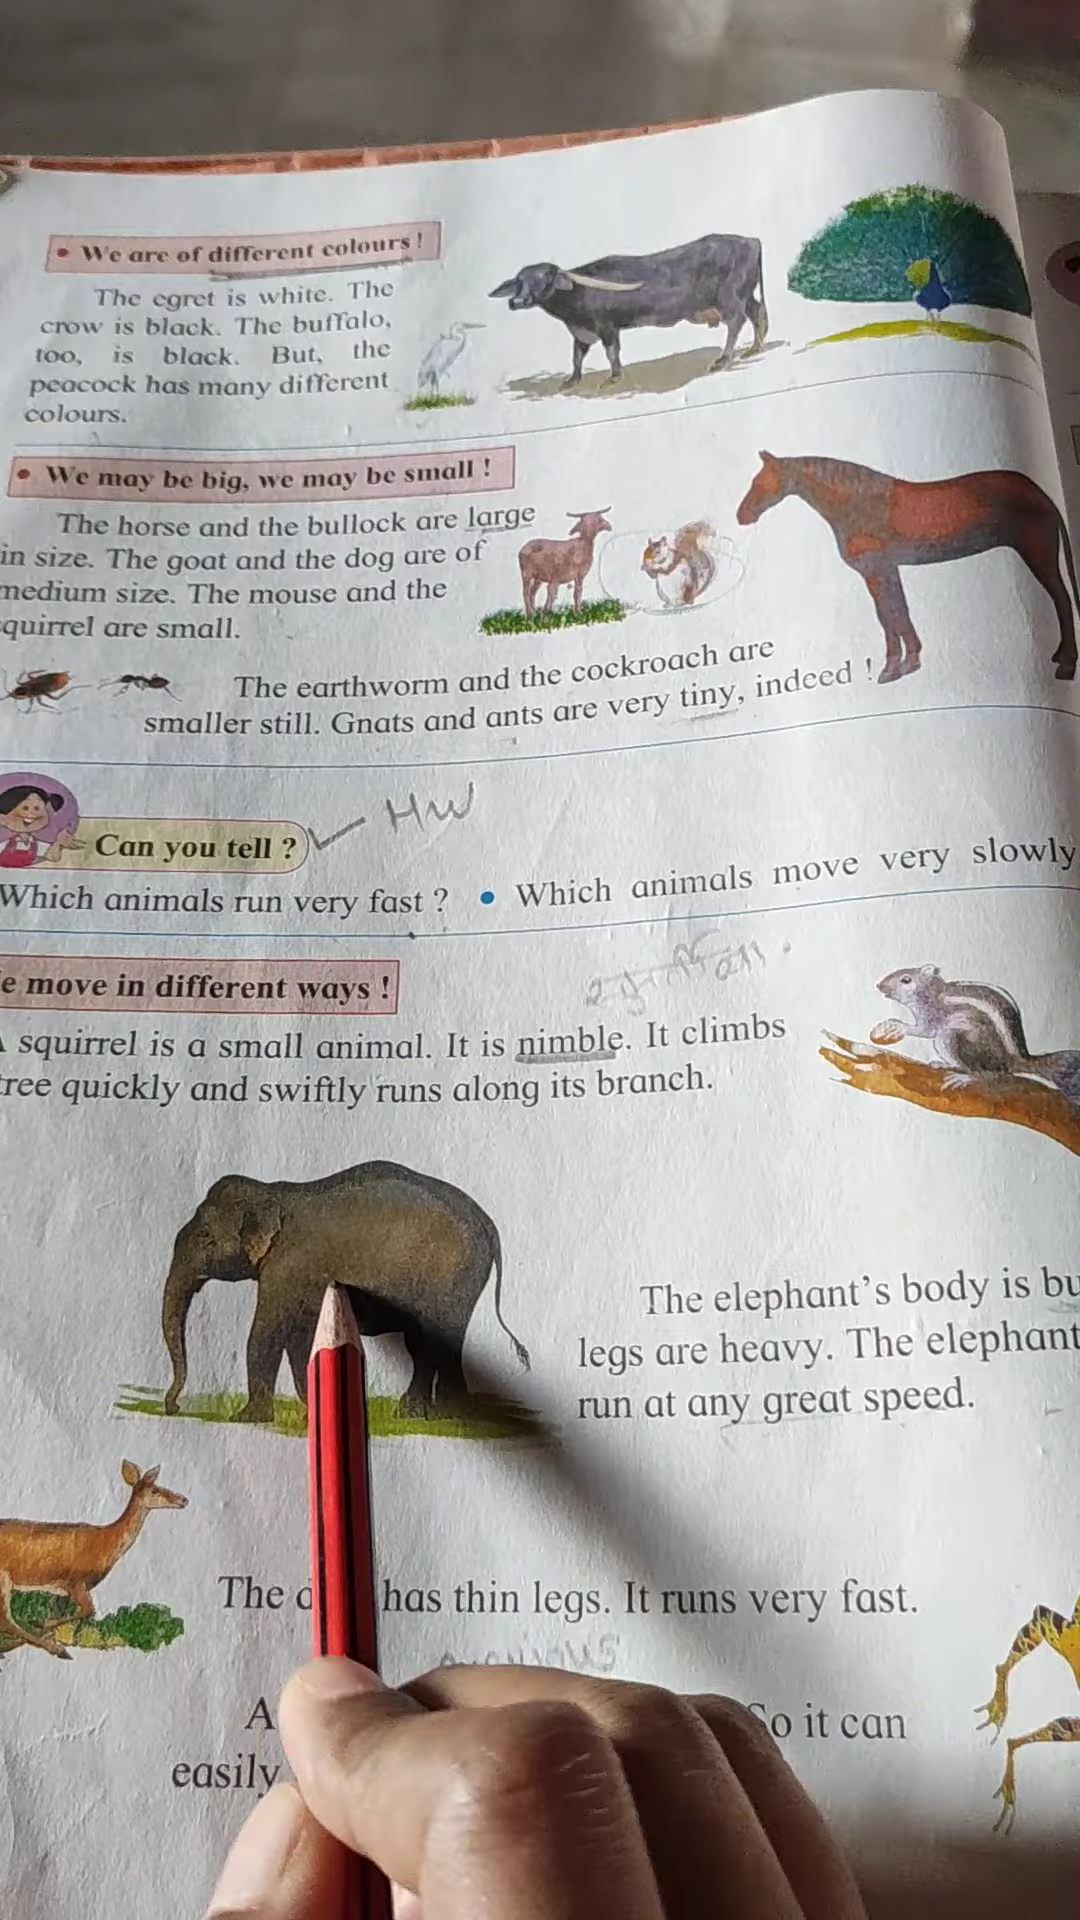 • We are of different colours !
The egret is white. The
crow is black. The buffalo,
too, is black. But, the
peacock has many different
colours.
• We may be big, we may be small !
The horse and the bullock are large
in size. The goat and the dog are of
medium size. The mouse and the
squirrel are small.
The earthworm and the cockroach are
smaller still. Gnats and ants are very tiny, indeed !
HW
Can you tell ?
Which animals run very fast ? • Which animals move very slowly
e move in different ways !
squirrel is a small animal. It is nimble. It climbs
tree quickly and swiftly runs along its branch.
The elephant's body is bu
legs are heavy. The elephant
run at any great speed.
The d has thin legs. It runs very fast.
A So it can
easily